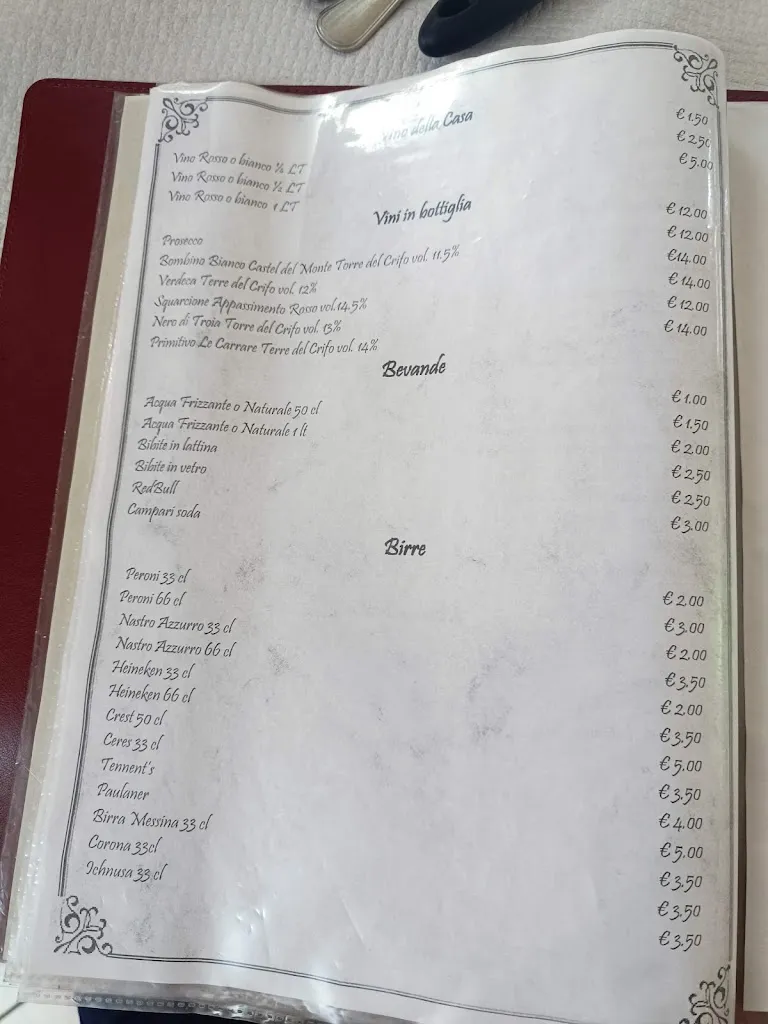 Vino della Casa
Vino Rosso o bianco ¼ LT € 1.50
Vino Rosso o bianco ½ LT € 2.50
Vino Rosso o bianco 1 LT € 5.00
Vini in bottiglia
Prosecco € 12.00
Bombino Bianco Castel del Monte Torre del Crifo vol. 11.5% € 12.00
Verdeca Terre del Crifo vol. 12% €14.00
Squarcione Appassimento Rosso vol.14.5% € 14.00
Nero di Troia Torre del Crifo vol. 13% € 12.00
Primitivo Le Carrare Terre del Crifo vol. 14% € 14.00
Bevande
Acqua Frizzante o Naturale 50 cl € 1.00
Acqua Frizzante o Naturale 1 lt € 1.50
Bibite in lattina € 2.00
Bibite in vetro € 2.50
RedBull € 2.50
Campari soda € 3.00
Birre
Peroni 33 cl € 2.00
Peroni 66 cl € 3.00
Nastro Azzurro 33 cl € 2.00
Nastro Azzurro 66 cl € 3.50
Heineken 33 cl € 2.00
Heineken 66 cl € 3.50
Crest 50 cl € 5.00
Ceres 33 cl € 3.50
Tennent's € 4.00
Paulaner € 5.00
Birra Messina 33 cl € 3.50
Corona 33cl € 3.50
Ichnusa 33 cl € 3.50